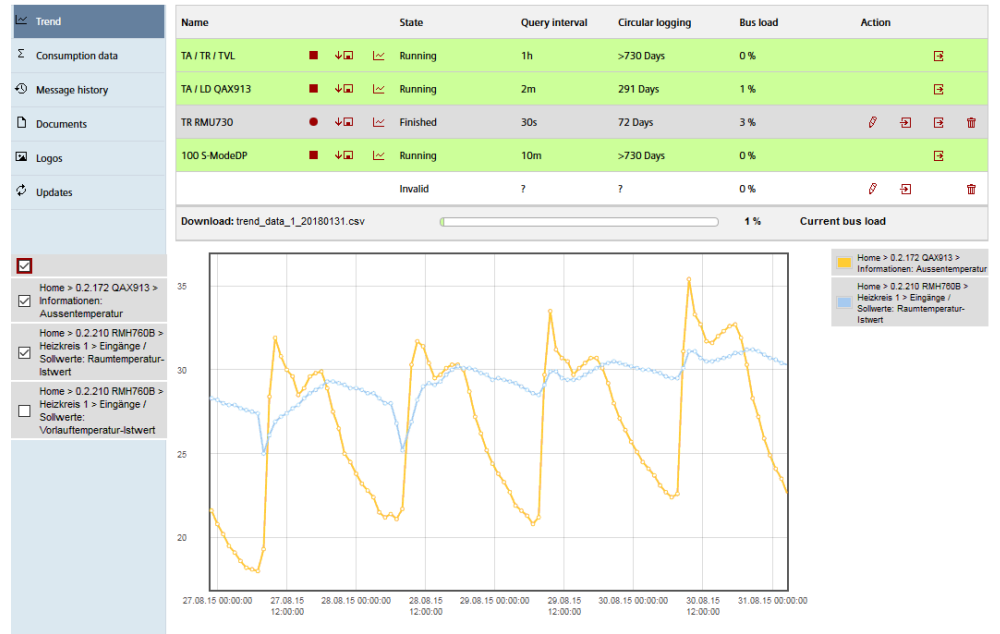 Trend
Consumption data
Message history
Documents
Logos
Updates
Name State Query interval Circular logging Bus load Action
TA / TR / TVL Running 1h >730 Days 0 %
TA / LD QAX913 Running 2m 291 Days 1 %
TR RMU730 Finished 30s 72 Days 3 %
100 S-ModeDP Running 10m >730 Days 0 %
Invalid ? ? 0 %
Download: trend_data_1_20180131.csv 1 % Current bus load
Home > 0.2.172 QAX913 >
Informationen:
Aussentemperatur
Home > 0.2.210 RMH760B >
Heizkreis 1 > Eingänge /
Sollwerte: Raumtemperatur-
Istwert
Home > 0.2.210 RMH760B >
Heizkreis 1 > Eingänge /
Sollwerte:
Vorlauftemperatur-Istwert
35
30
25
20
27.08.15 00:00:00
27.08.15
12:00:00
28.08.15 00:00:00
28.08.15
12:00:00
29.08.15 00:00:00
29.08.15
12:00:00
30.08.15 00:00:00
30.08.15
12:00:00
31.08.15 00:00:00
Home > 0.2.172 QAX913 >
Informationen: Aussentemperatur
Home > 0.2.210 RMH760B >
Heizkreis 1 > Eingänge /
Sollwerte: Raumtemperatur-
Istwert